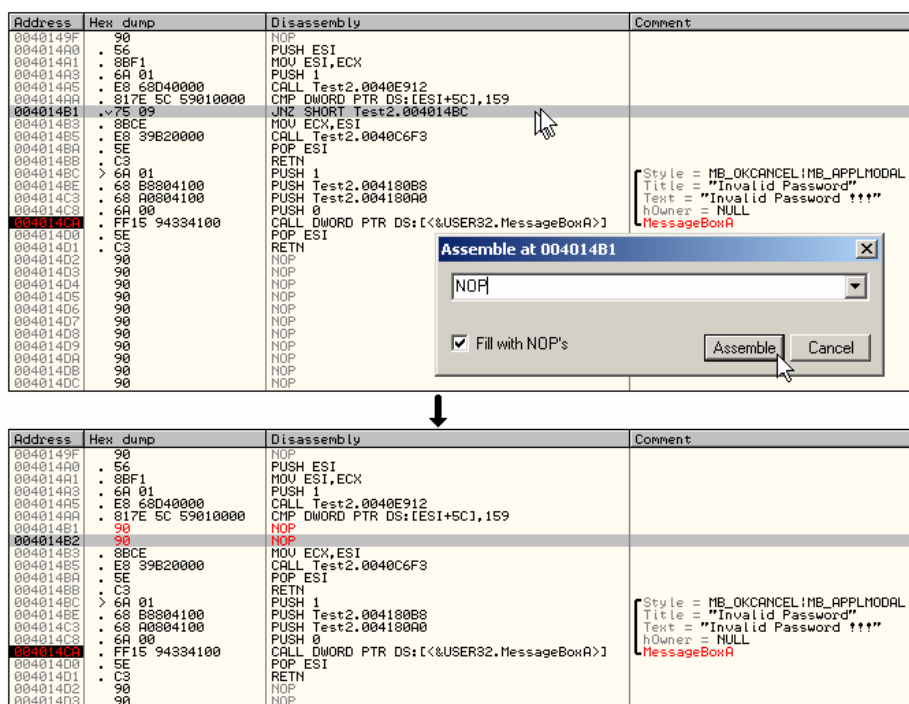 Address Hex dump Disassembly Comment
0040149F 90 NOP
004014A0 . 56 PUSH ESI
004014A1 . 8BF1 MOV ESI,ECX
004014A3 . 6A 01 PUSH 1
004014A5 . E8 68D40000 CALL Test2.0040E912
004014AA . 817E 5C 59010000 CMP DWORD PTR DS:[ESI+5C],159
004014B1 .v75 09 JNZ SHORT Test2.004014BC
004014B3 . 8BCE MOV ECX,ESI
004014B5 . E8 39B20000 CALL Test2.0040C6F3
004014BA . 5E POP ESI
004014BB . C3 RETN
004014BC > 6A 01 PUSH 1 Style = MB_OKCANCEL|MB_APPLMODAL
004014BE . 68 B8804100 PUSH Test2.004180B8 Title = "Invalid Password"
004014C3 . 68 A0804100 PUSH Test2.004180A0 Text = "Invalid Password !!!"
004014C8 . 6A 00 PUSH 0 hOwner = NULL
004014CA . FF15 94334100 CALL DWORD PTR DS:[<&USER32.MessageBoxA>] MessageBoxA
004014D0 . 5E POP ESI
004014D1 . C3 RETN
004014D2 90 NOP
004014D3 90 NOP
004014D4 90 NOP
004014D5 90 NOP
004014D6 90 NOP
004014D7 90 NOP
004014D8 90 NOP
004014D9 90 NOP
004014DA 90 NOP
004014DB 90 NOP
004014DC 90 NOP
Assemble at 004014B1
NOP
Fill with NOP's Assemble Cancel
Address Hex dump Disassembly Comment
0040149F 90 NOP
004014A0 . 56 PUSH ESI
004014A1 . 8BF1 MOV ESI,ECX
004014A3 . 6A 01 PUSH 1
004014A5 . E8 68D40000 CALL Test2.0040E912
004014AA . 817E 5C 59010000 CMP DWORD PTR DS:[ESI+5C],159
004014B1 90 NOP
004014B2 90 NOP
004014B3 . 8BCE MOV ECX,ESI
004014B5 . E8 39B20000 CALL Test2.0040C6F3
004014BA . 5E POP ESI
004014BB . C3 RETN
004014BC > 6A 01 PUSH 1 Style = MB_OKCANCEL|MB_APPLMODAL
004014BE . 68 B8804100 PUSH Test2.004180B8 Title = "Invalid Password"
004014C3 . 68 A0804100 PUSH Test2.004180A0 Text = "Invalid Password !!!"
004014C8 . 6A 00 PUSH 0 hOwner = NULL
004014CA . FF15 94334100 CALL DWORD PTR DS:[<&USER32.MessageBoxA>] MessageBoxA
004014D0 . 5E POP ESI
004014D1 . C3 RETN
004014D2 90 NOP
004014D3 90 NOP